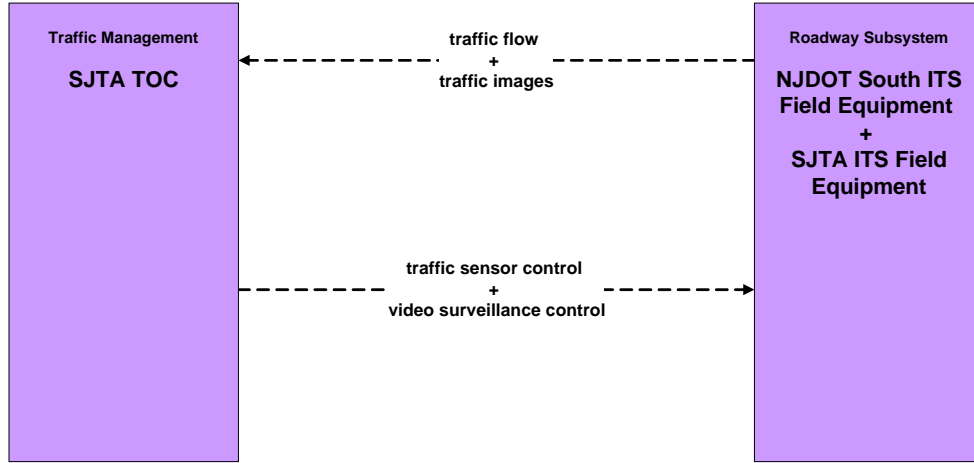 Traffic Management
SJTA TOC
traffic flow
+
traffic images
Roadway Subsystem
NJDOT South ITS
Field Equipment
+
SJTA ITS Field
Equipment
traffic sensor control
+
video surveillance control